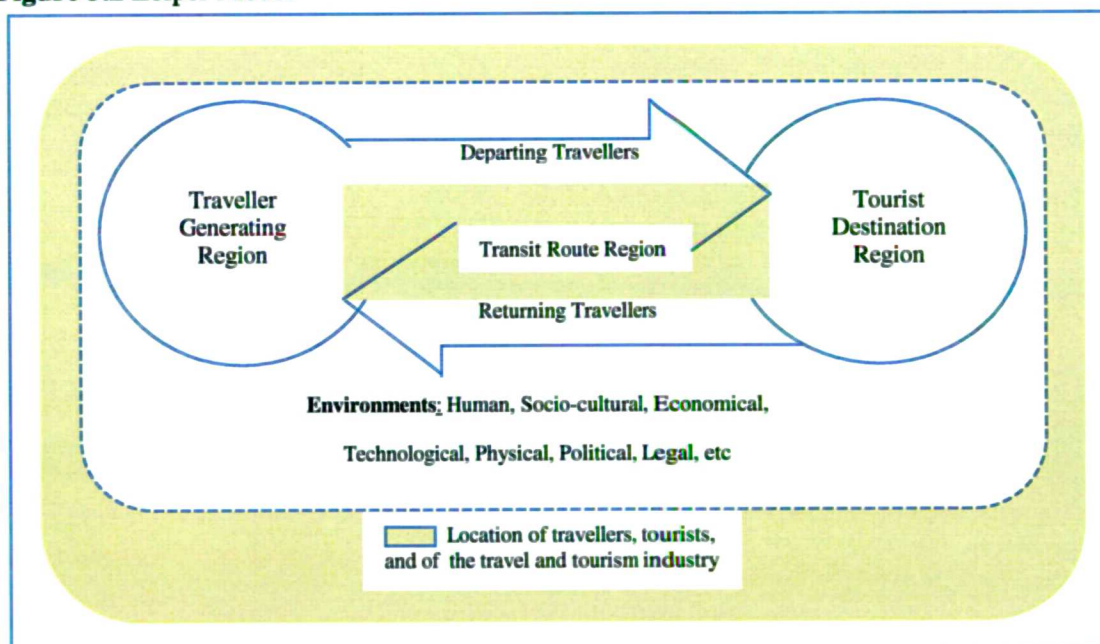 Traveller
Generating
Region
Departing Travellers
Transit Route Region
Returning Travellers
Tourist
Destination
Region
Environments: Human, Socio-cultural, Economical,
Technological, Physical, Political, Legal, etc
Location of travellers, tourists,
and of the travel and tourism industry